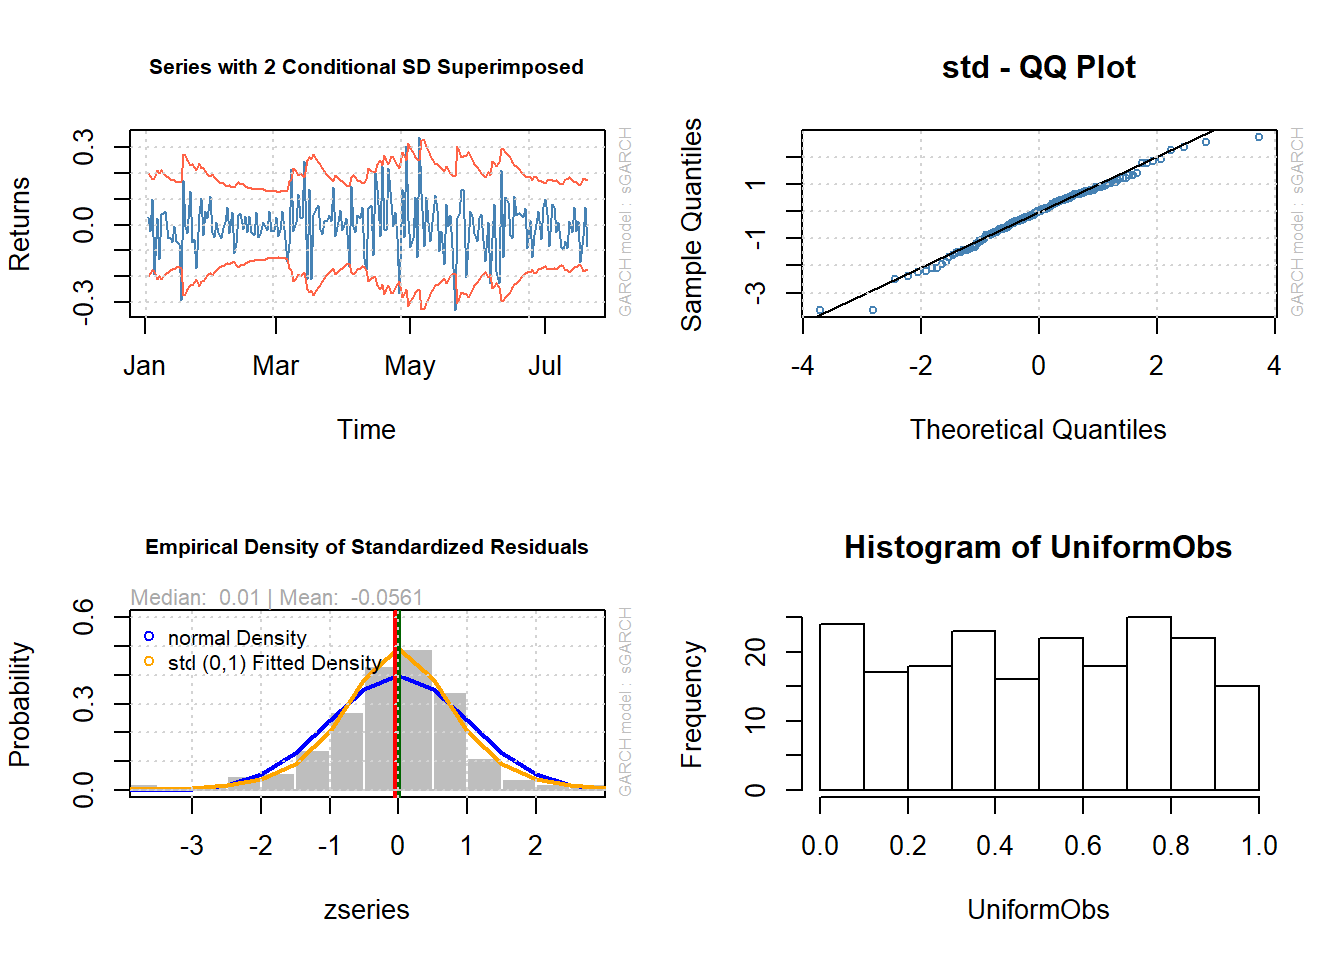 Series with 2 Conditional SD Superimposed
Returns
0.3
0.0
-0.3
Jan Mar May Jul
Time
GARCH model : sGARCH
std - QQ Plot
Sample Quantiles
1
-1
-3
-4 -2 0 2 4
Theoretical Quantiles
GARCH model : sGARCH
Empirical Density of Standardized Residuals
Median: 0.01 | Mean: -0.0561
normal Density
std (0,1) Fitted Density
Probability
0.6
0.3
0.0
-3 -2 -1 0 1 2
zseries
GARCH model : sGARCH
Histogram of UniformObs
Frequency
20
10
0
0.0 0.2 0.4 0.6 0.8 1.0
UniformObs